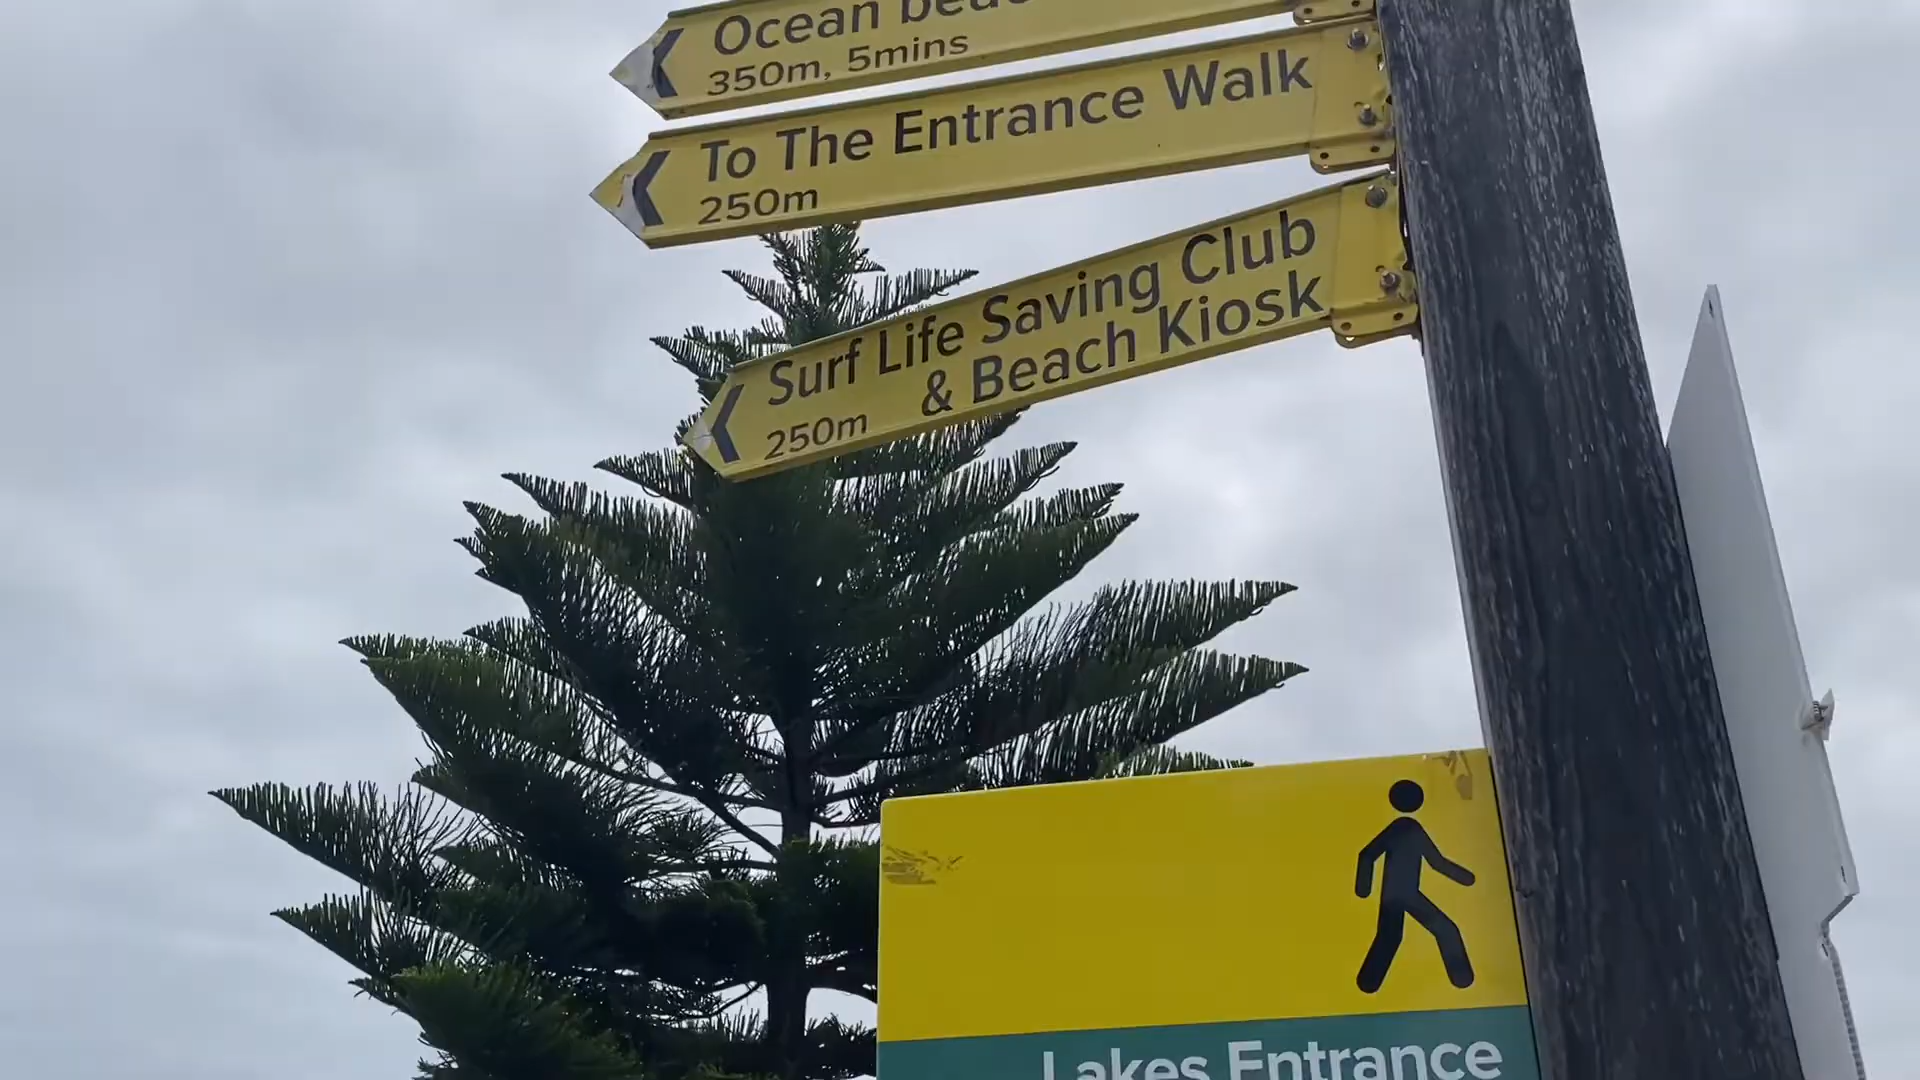 Ocean
350m, 5mins
To The Entrance Walk
250m
Surf Life Saving Club
& Beach Kiosk
250m
Lakes Entrance